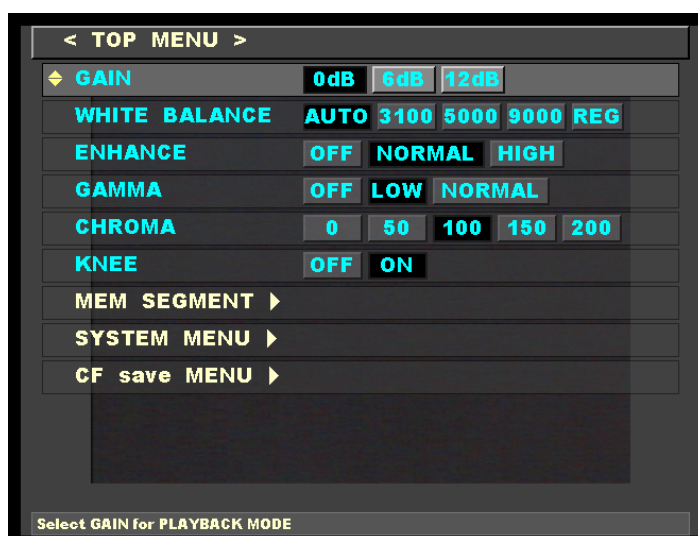 < TOP MENU >
GAIN 0dB 6dB 12dB
WHITE BALANCE AUTO 3100 5000 9000 REG
ENHANCE OFF NORMAL HIGH
GAMMA OFF LOW NORMAL
CHROMA 0 50 100 150 200
KNEE OFF ON
MEM SEGMENT
SYSTEM MENU
CF save MENU
Select GAIN for PLAYBACK MODE